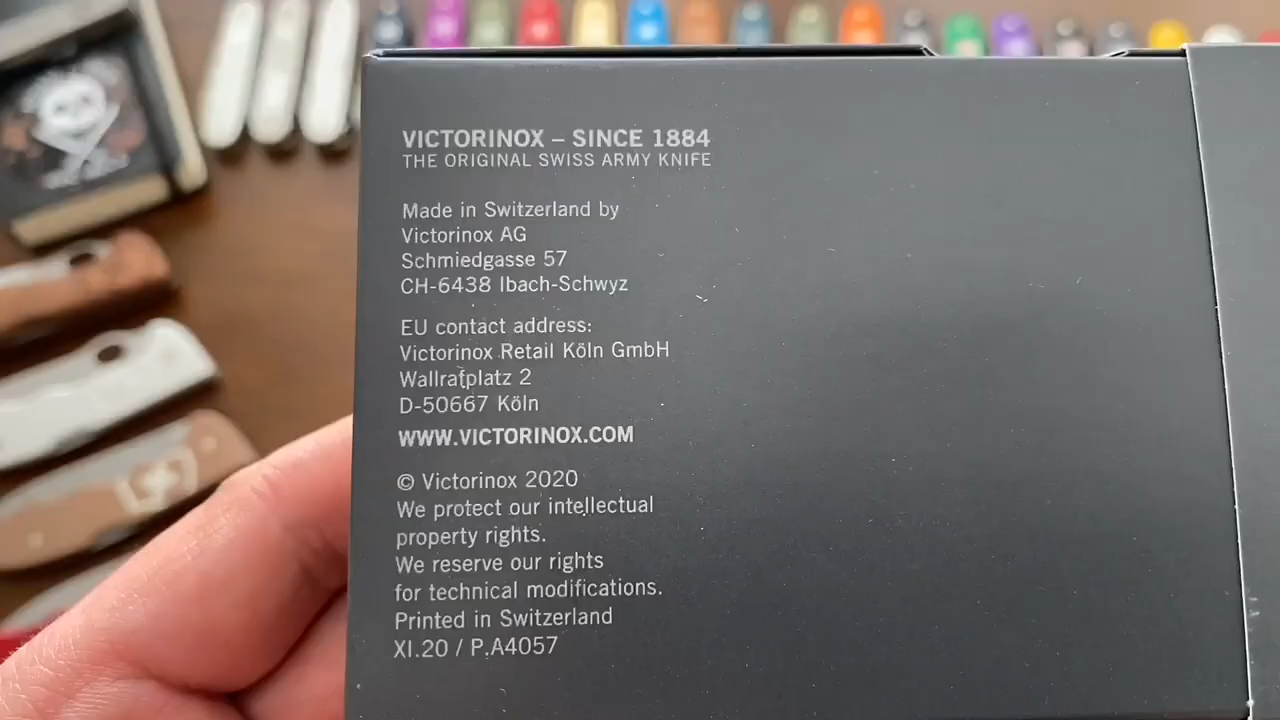 VICTORINOX – SINCE 1884
THE ORIGINAL SWISS ARMY KNIFE
Made in Switzerland by
Victorinox AG
Schmiedgasse 57
CH-6438 Ibach-Schwyz
EU contact address:
Victorinox Retail Köln GmbH
Wallrafplatz 2
D-50667 Köln
WWW.VICTORINOX.COM
© Victorinox 2020
We protect our intellectual
property rights.
We reserve our rights
for technical modifications.
Printed in Switzerland
XI.20 / P.A4057